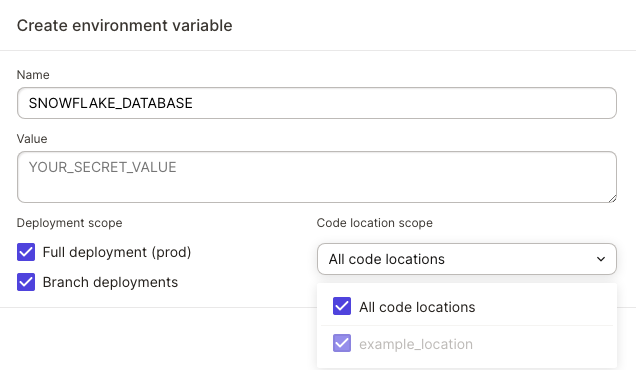 Create environment variable
Name
SNOWFLAKE_DATABASE
Value
YOUR_SECRET_VALUE
Deployment scope
Code location scope
Full deployment (prod)
All code locations
Branch deployments
All code locations
example_location